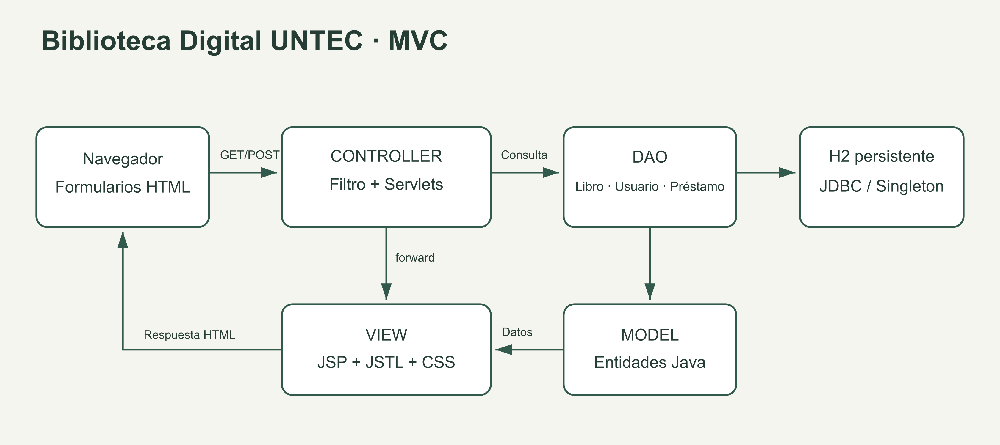 Biblioteca Digital UNTEC · MVC
Navegador
Formularios HTML
GET/POST
CONTROLLER
Filtro + Servlets
Consulta
DAO
Libro · Usuario · Préstamo
H2 persistente
JDBC / Singleton
forward
Respuesta HTML
VIEW
JSP + JSTL + CSS
Datos
MODEL
Entidades Java